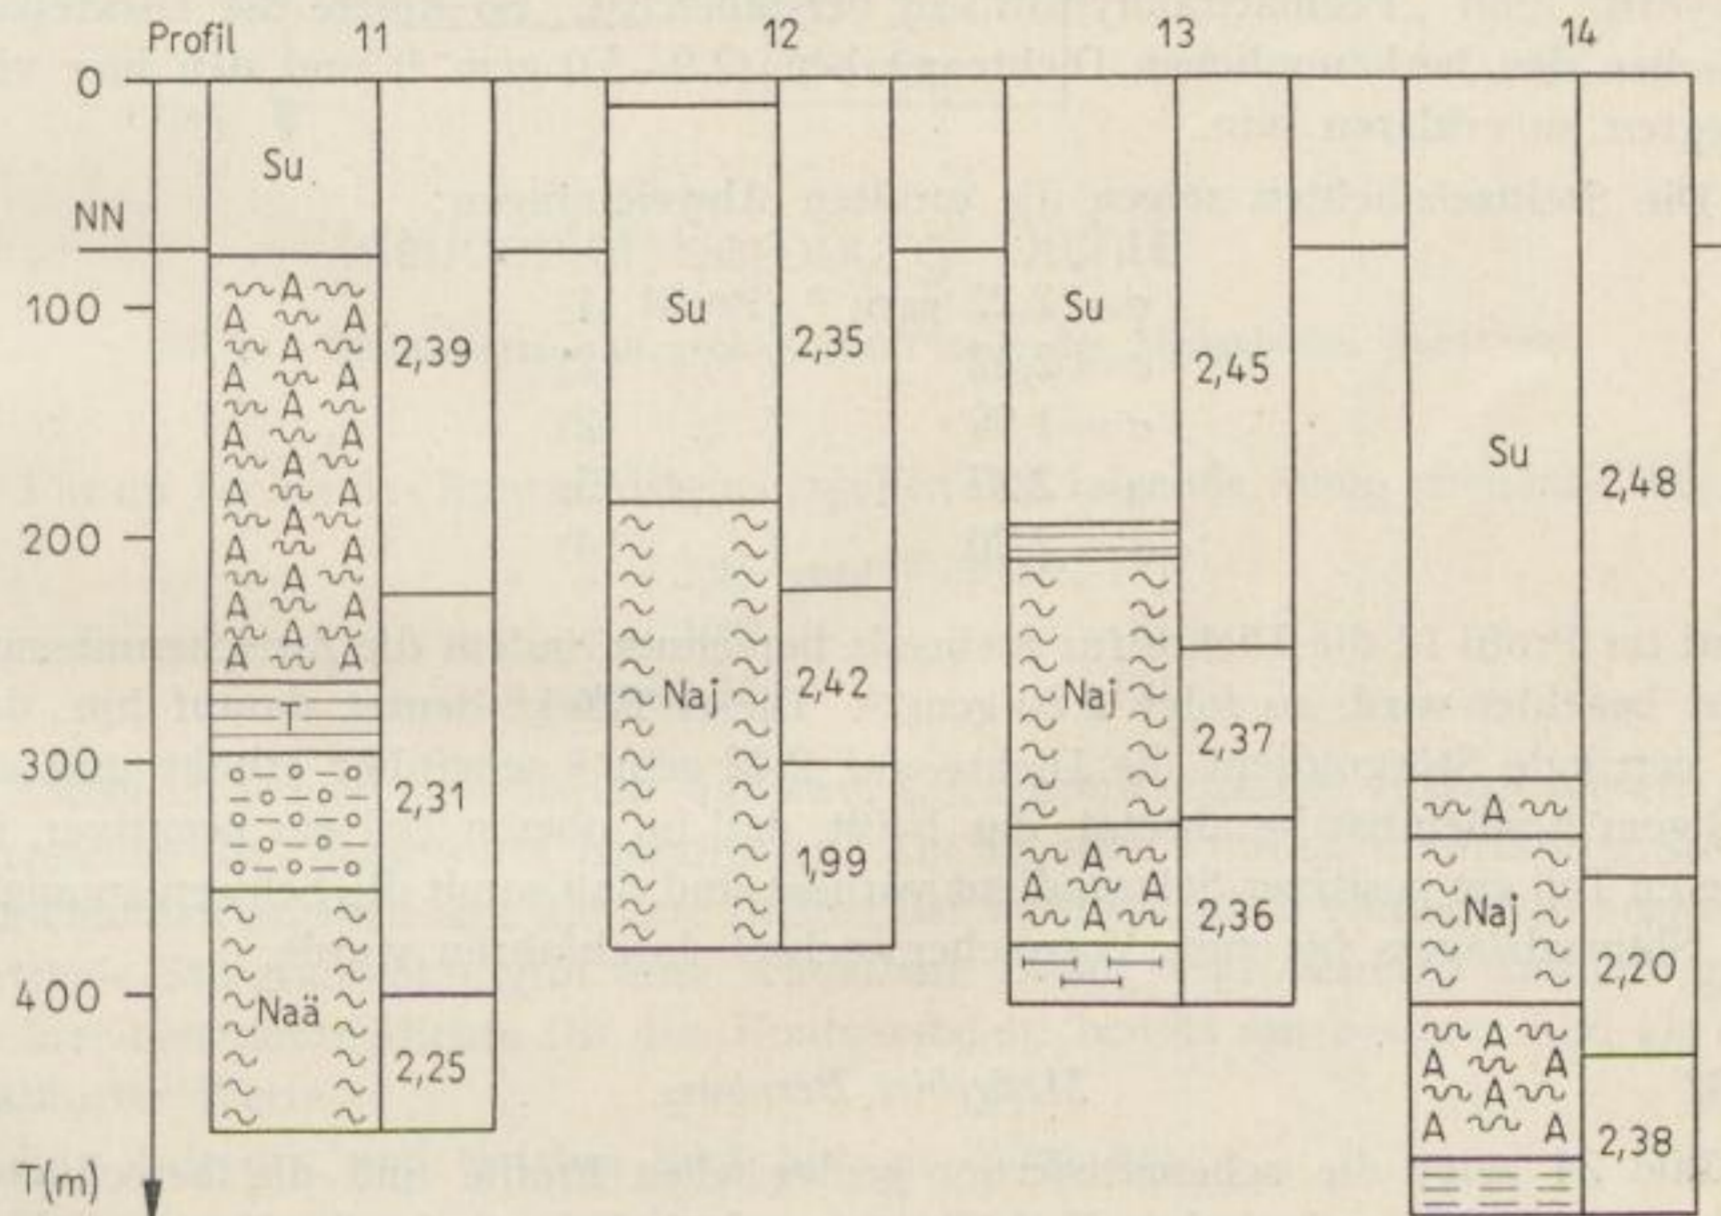 Profil 11 12 13 14
0
Su
NN
100
2,39
Su
2,35
Su
2,45
Su
2,48
200
T
Naj
2,42
Naj
2,37
300
2,31
1,99
2,36
Naj
2,20
400
Naä
2,25
2,38
T(m)
A A A A A A A A A A A A A A A A A A A A A
A A A A
A
A A A A A A